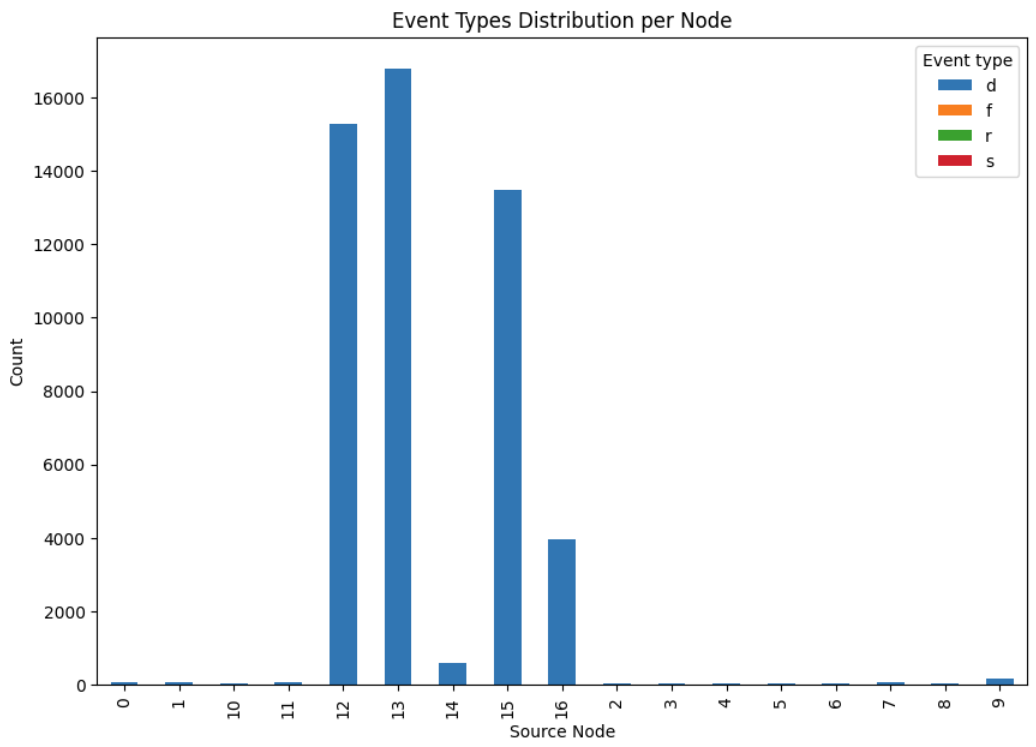 Event Types Distribution per Node
Event type
d
f
r
s
Count
16000
14000
12000
10000
8000
6000
4000
2000
0
0 1 10 11 12 13 14 15 16 2 3 4 5 6 7 8 9
Source Node